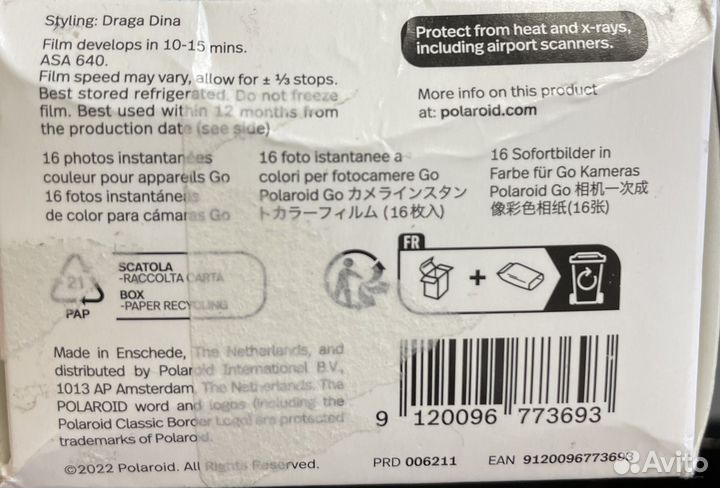 Styling: Draga Dina
Film develops in 10-15 mins.
ASA 640.
Film speed may vary, allow for ± ⅓ stops.
Best stored refrigerated. Do not freeze
film. Best used within 12 months from
the production date (see side)
Protect from heat and x-rays,
including airport scanners.
More info on this product
at: polaroid.com
16 photos instantanées
couleur pour appareils Go
16 fotos instantáneas
de color para cámaras Go
16 foto istantanee a
colori per fotocamere Go
Polaroid Go カメラインスタン
トカラーフィルム (16枚入)
16 Sofortbilder in
Farbe für Go Kameras
Polaroid Go 相机一次成
像彩色相纸(16张)
21
PAP
SCATOLA
-RACCOLTA CARTA
BOX
-PAPER RECYCLING
FR
+
Made in Enschede, The Netherlands, and
distributed by Polaroid International B.V.,
1013 AP Amsterdam, The Netherlands. The
POLAROID word and logos (including the
Polaroid Classic Border Logo) are protected
trademarks of Polaroid.
©2022 Polaroid. All Rights Reserved.
9 120096 773693
PRD 006211
EAN 9120096773693
Avito